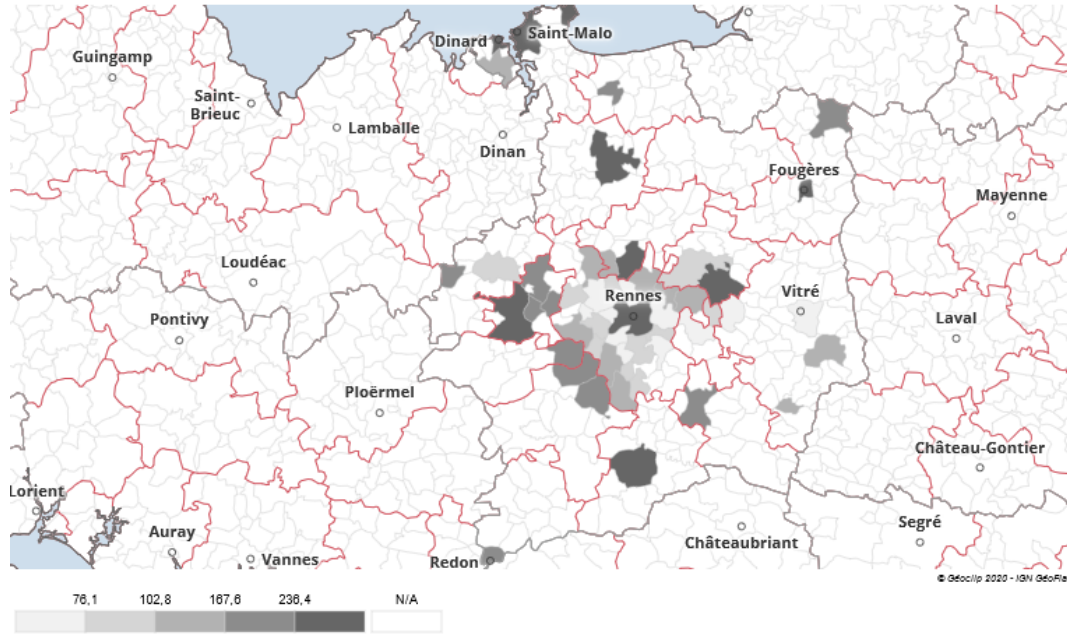 Saint-Malo
Dinard
Guingamp
Saint-
Brieuc
Lamballe
Dinan
Fougères
Mayenne
Loudéac
Rennes
Vitré
Pontivy
Laval
Ploërmel
Château-Gontier
Lorient
Auray
Segré
Châteaubriant
Vannes
Redon
© Géoclip 2020 - IGN GéoFla
76,1 102,8 167,6 236,4 N/A